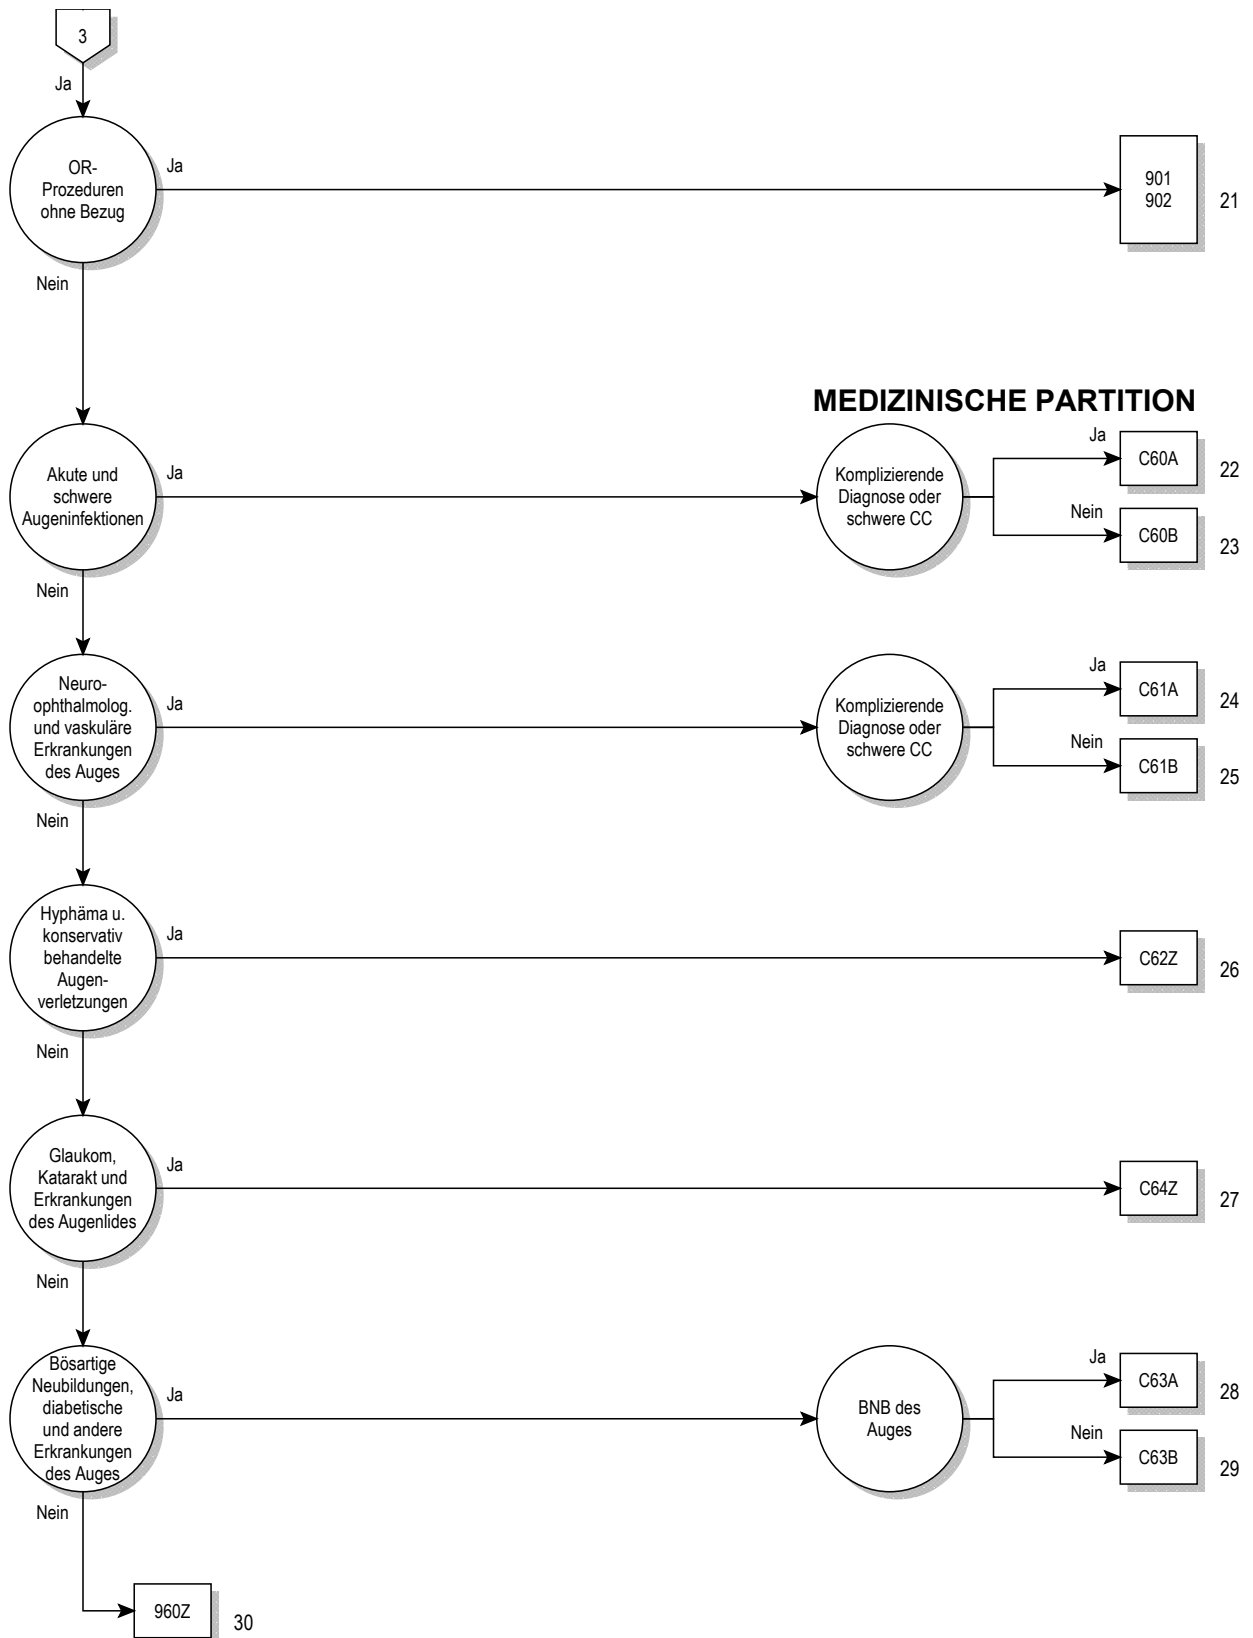 3
Ja
OR-
Prozeduren
ohne Bezug
Ja
901
902
21
Nein
MEDIZINISCHE PARTITION
Akute und
schwere
Augeninfektionen
Ja
Komplizierende
Diagnose oder
schwere CC
Ja
C60A
22
Nein
C60B
23
Nein
Neuro-
ophthalmolog.
und vaskuläre
Erkrankungen
des Auges
Ja
Komplizierende
Diagnose oder
schwere CC
Ja
C61A
24
Nein
C61B
25
Nein
Hyphäma u.
konservativ
behandelte
Augen-
verletzungen
Ja
C62Z
26
Nein
Glaukom,
Katarakt und
Erkrankungen
des Augenlides
Ja
C64Z
27
Nein
Bösartige
Neubildungen,
diabetische
und andere
Erkrankungen
des Auges
Ja
BNB des
Auges
Ja
C63A
28
Nein
C63B
29
Nein
960Z
30